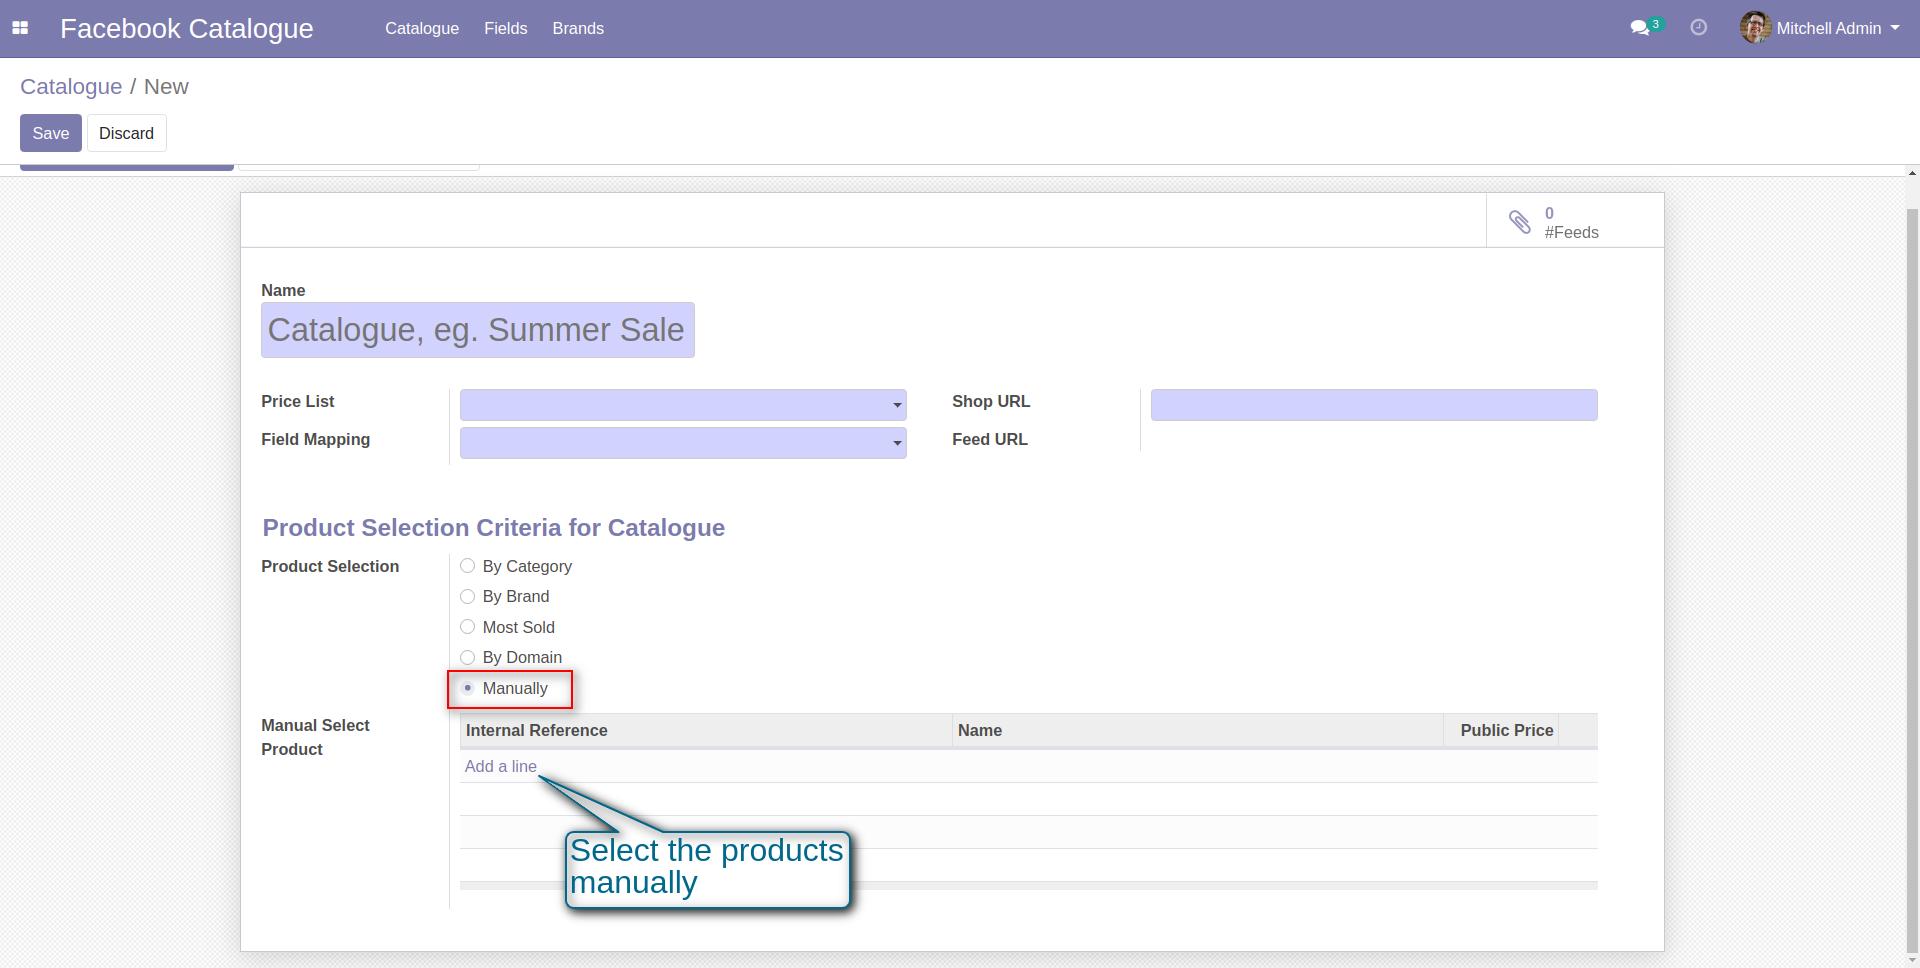 Facebook Catalogue Catalogue Fields Brands 3 Mitchell Admin
Catalogue / New
Save Discard
0
#Feeds
Name
Catalogue, eg. Summer Sale
Price List Shop URL
Field Mapping Feed URL
Product Selection Criteria for Catalogue
Product Selection By Category
By Brand
Most Sold
By Domain
Manually
Manual Select
Product
Internal Reference Name Public Price
Add a line
Select the products
manually